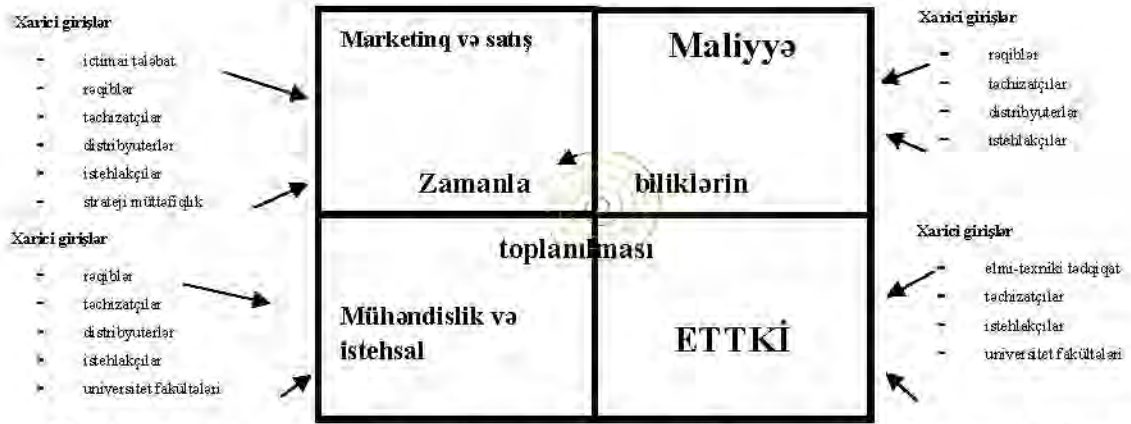 Xarici girişlər
- ictimai tələbat
- rəqiblər
- təchizatçılar
- distribyuterlər
- istehlakçılar
- strateji müttəfiqlik
Marketinq və satış
Maliyyə
Xarici girişlər
- rəqiblər
- təchizatçılar
- distribyuterlər
- istehlakçılar
Zamanla biliklərin
toplanılması
Xarici girişlər
- rəqiblər
- təchizatçılar
- distribyuterlər
- istehlakçılar
- universitet fakültələri
Mühəndislik və
istehsal
ETTKİ
Xarici girişlər
- elmi-texniki tədqiqat
- təchizatçılar
- istehlakçılar
- universitet fakültələri